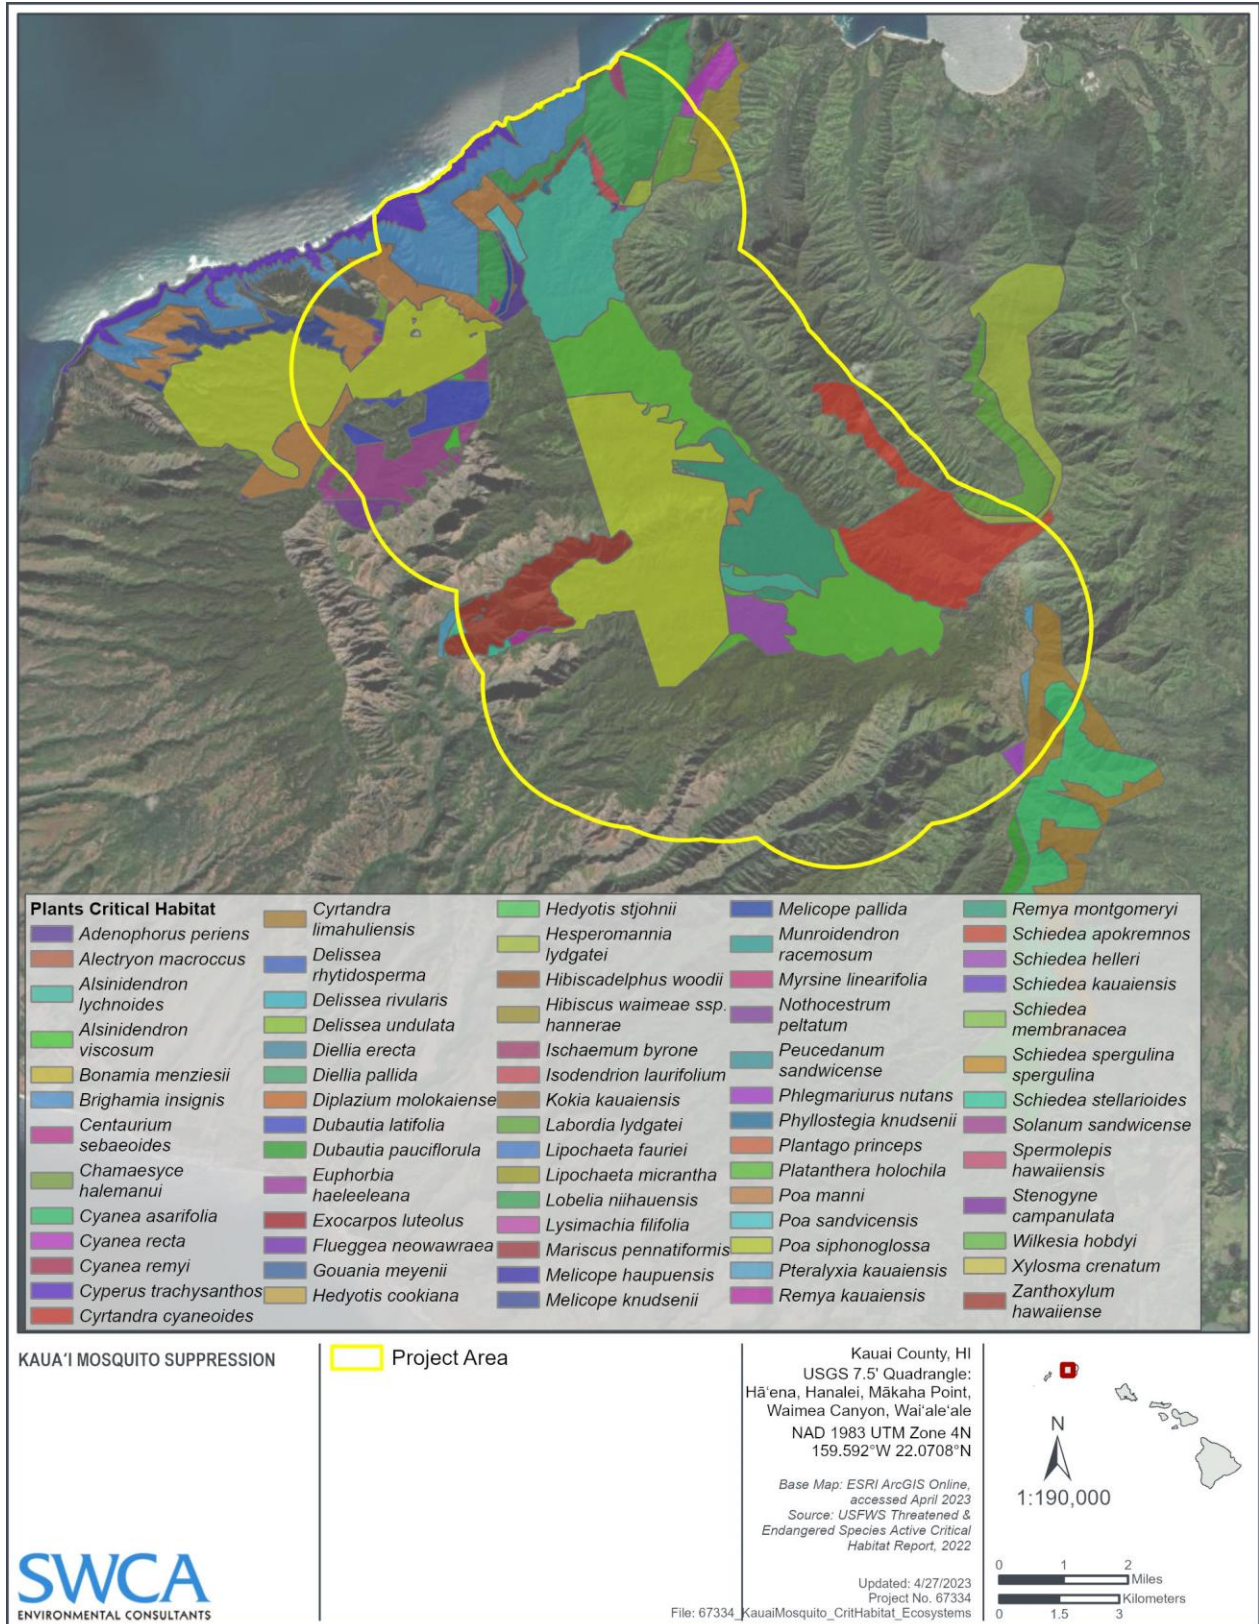 Plants Critical Habitat
Adenophorus periens
Alectryon macroccus
Alsinidendron
lychnoides
Alsinidendron
viscosum
Bonamia menziesii
Brighamia insignis
Centaurium
sebaeoides
Chamaesyce
halemanui
Cyanea asarifolia
Cyanea recta
Cyanea remyi
Cyperus trachysanthos
Cyrtandra cyaneoides
Cyrtandra
limahuliensis
Delissea
rhytidosperma
Delissea rivularis
Delissea undulata
Diellia erecta
Diellia pallida
Diplazium molokaiense
Dubautia latifolia
Dubautia pauciflorula
Euphorbia
haeleeleana
Exocarpos luteolus
Flueggea neowawraea
Gouania meyenii
Hedyotis cookiana
Hedyotis stjohnii
Hesperomannia
lydgatei
Hibiscadelphus woodii
Hibiscus waimeae ssp.
hannerae
Ischaemum byrone
Isodendrion laurifolium
Kokia kauaiensis
Labordia lydgatei
Lipochaeta fauriei
Lipochaeta micrantha
Lobelia niihauensis
Lysimachia filifolia
Mariscus pennatiformis
Melicope haupuensis
Melicope knudsenii
Melicope pallida
Munroidendron
racemosum
Myrsine linearifolia
Nothocestrum
peltatum
Peucedanum
sandwicense
Phlegmariurus nutans
Phyllostegia knudsenii
Plantago princeps
Platanthera holochila
Poa manni
Poa sandvicensis
Poa siphonoglossa
Pteralyxia kauaiensis
Remya kauaiensis
Remya montgomeryi
Schiedea apokremnos
Schiedea helleri
Schiedea kauaiensis
Schiedea
membranacea
Schiedea spergulina
spergulina
Schiedea stellarioides
Solanum sandwicense
Spermolepis
hawaiiensis
Stenogyne
campanulata
Wilkesia hobdyi
Xylosma crenatum
Zanthoxylum
hawaiiense
KAUAʻI MOSQUITO SUPPRESSION
Project Area
Kauai County, HI
USGS 7.5' Quadrangle:
Hāʻena, Hanalei, Mākaha Point,
Waimea Canyon, Waiʻaleʻale
NAD 1983 UTM Zone 4N
159.592°W 22.0708°N
Base Map: ESRI ArcGIS Online,
accessed April 2023
Source: USFWS Threatened &
Endangered Species Active Critical
Habitat Report, 2022
Updated: 4/27/2023
Project No. 67334
File: 67334_KauaiMosquito_CritHabitat_Ecosystems
N
1:190,000
0 1 2
Miles
Kilometers
0 1.5 3
SWCA
ENVIRONMENTAL CONSULTANTS